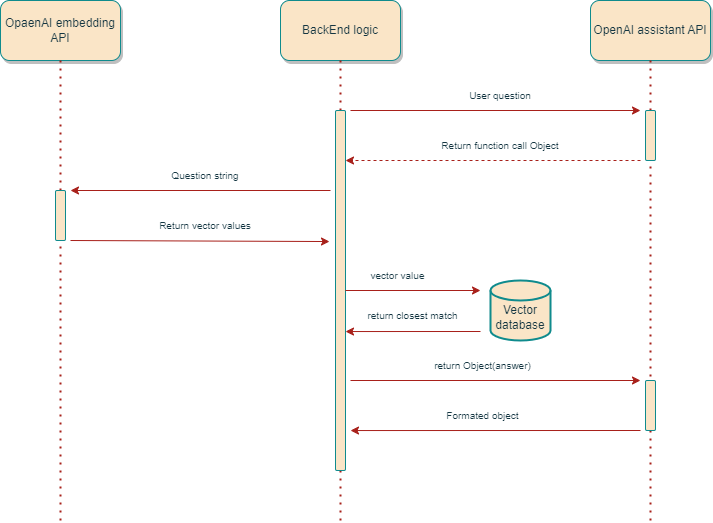 OpaenAI embedding
API
BackEnd logic
OpenAI assistant API
User question
Return function call Object
Question string
Return vector values
vector value
Vector
database
return closest match
return Object(answer)
Formated object